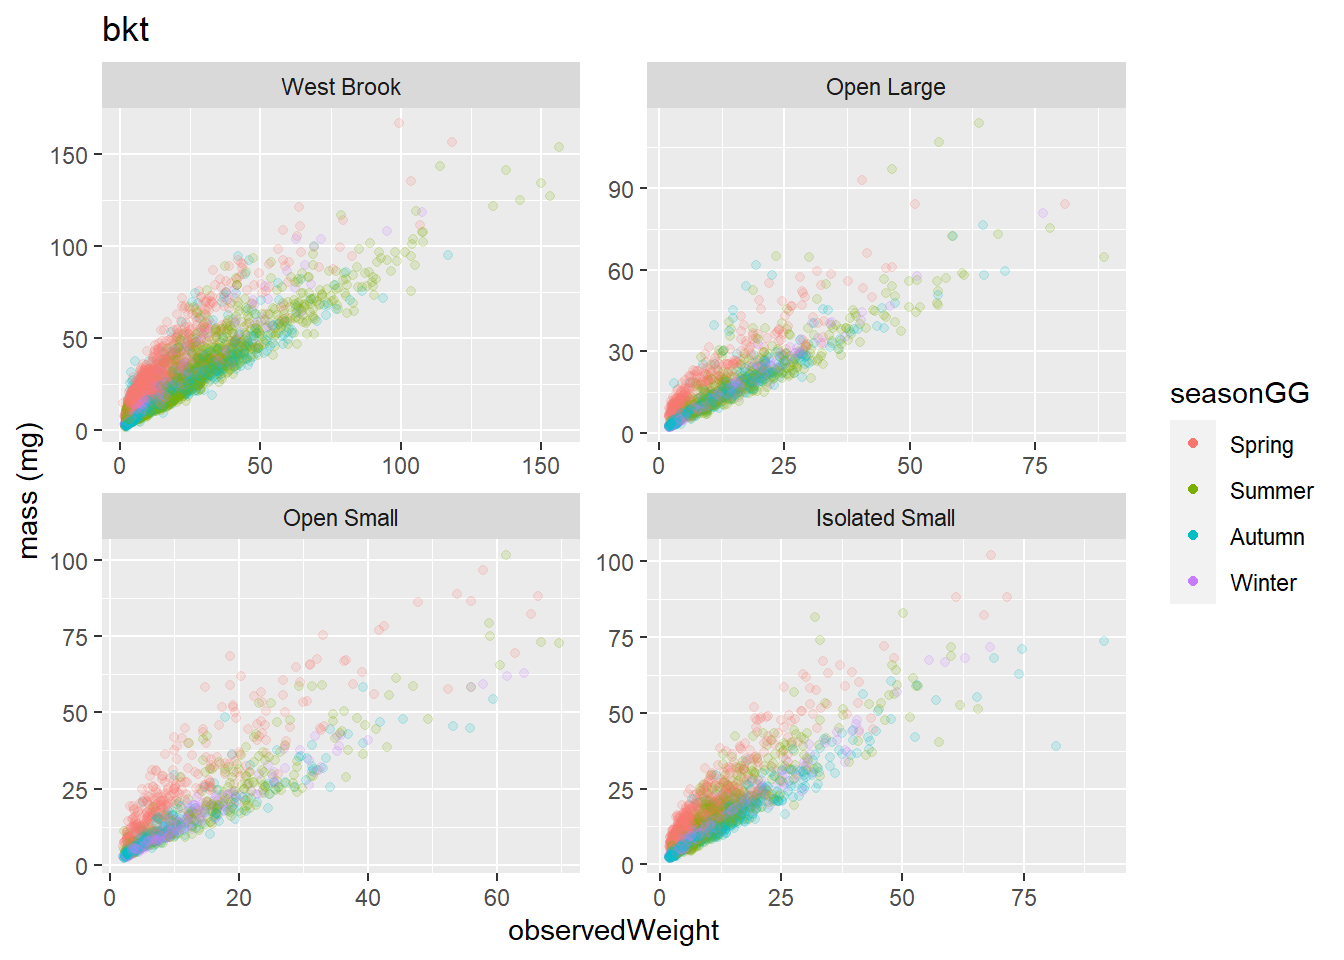 bkt
West Brook
Open Large
150
100
50
0
90
60
30
0
0 50 100 150
0 25 50 75
Open Small
Isolated Small
100
75
50
25
0
100
75
50
25
0
0 20 40 60
0 25 50 75
mass (mg)
observedWeight
seasonGG
Spring
Summer
Autumn
Winter